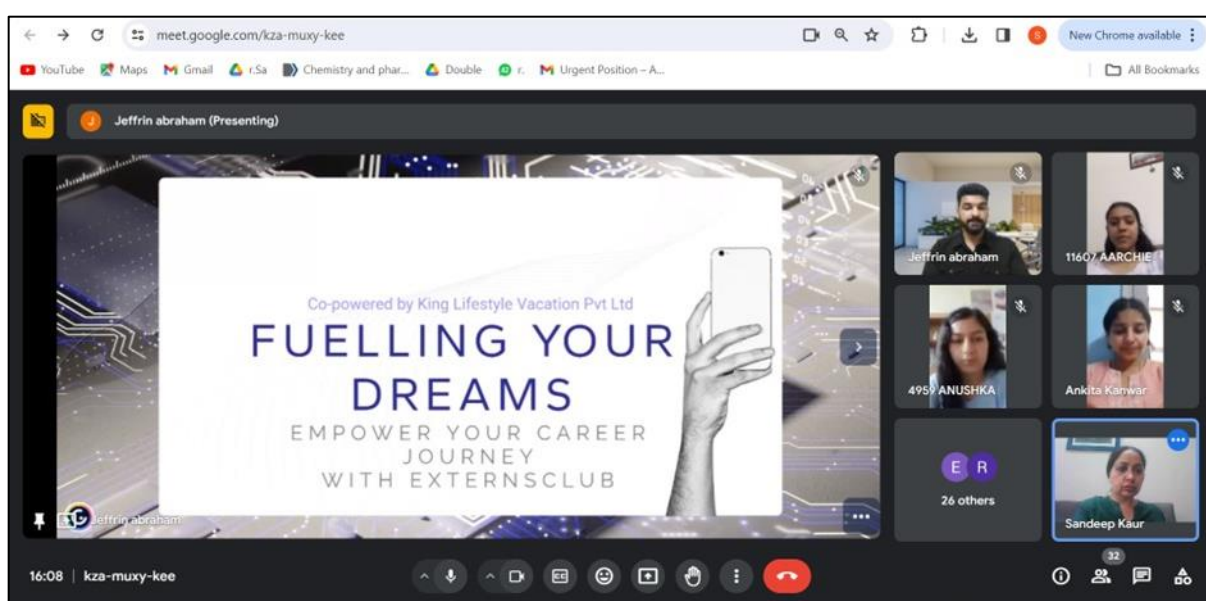 meet.google.com/kza-muxy-kee
S
New Chrome available
YouTube
Maps
Gmail
r.Sa
Chemistry and phar...
Double
r.
Urgent Position – A...
All Bookmarks
J
Jeffrin abraham (Presenting)
Co-powered by King Lifestyle Vacation Pvt Ltd
FUELLING YOUR
DREAMS
EMPOWER YOUR CAREER
JOURNEY
WITH EXTERNSCLUB
Jeffrin abraham
Jeffrin abraham
11607 AARCHIE
4959 ANUSHKA
Ankita Kanwar
E R
26 others
Sandeep Kaur
16:08 | kza-muxy-kee
CC
32